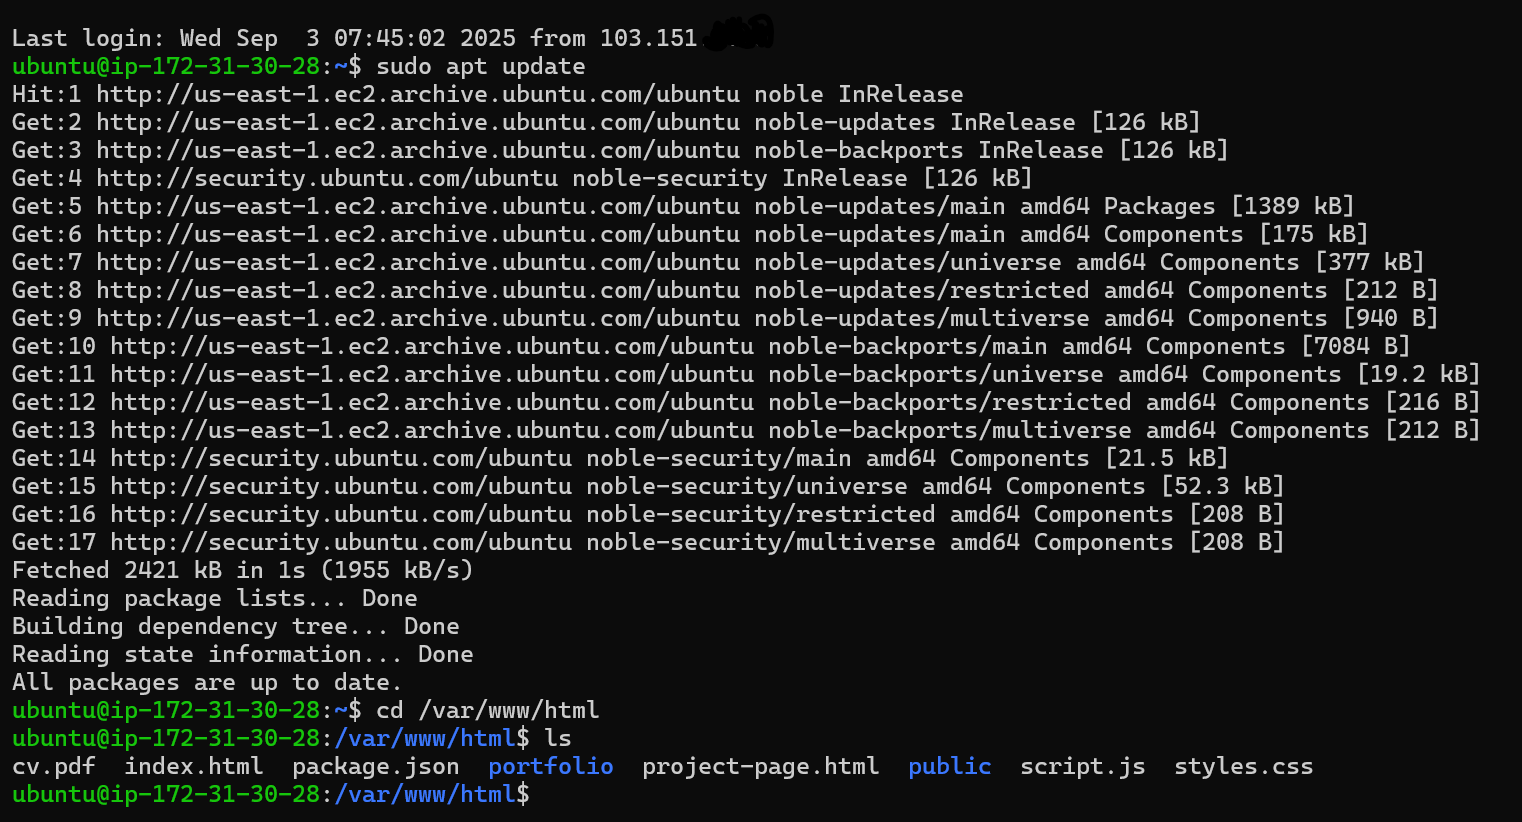 Last login: Wed Sep  3 07:45:02 2025 from 103.151
ubuntu@ip-172-31-30-28:~$ sudo apt update
Hit:1 http://us-east-1.ec2.archive.ubuntu.com/ubuntu noble InRelease
Get:2 http://us-east-1.ec2.archive.ubuntu.com/ubuntu noble-updates InRelease [126 kB]
Get:3 http://us-east-1.ec2.archive.ubuntu.com/ubuntu noble-backports InRelease [126 kB]
Get:4 http://security.ubuntu.com/ubuntu noble-security InRelease [126 kB]
Get:5 http://us-east-1.ec2.archive.ubuntu.com/ubuntu noble-updates/main amd64 Packages [1389 kB]
Get:6 http://us-east-1.ec2.archive.ubuntu.com/ubuntu noble-updates/main amd64 Components [175 kB]
Get:7 http://us-east-1.ec2.archive.ubuntu.com/ubuntu noble-updates/universe amd64 Components [377 kB]
Get:8 http://us-east-1.ec2.archive.ubuntu.com/ubuntu noble-updates/restricted amd64 Components [212 B]
Get:9 http://us-east-1.ec2.archive.ubuntu.com/ubuntu noble-updates/multiverse amd64 Components [940 B]
Get:10 http://us-east-1.ec2.archive.ubuntu.com/ubuntu noble-backports/main amd64 Components [7084 B]
Get:11 http://us-east-1.ec2.archive.ubuntu.com/ubuntu noble-backports/universe amd64 Components [19.2 kB]
Get:12 http://us-east-1.ec2.archive.ubuntu.com/ubuntu noble-backports/restricted amd64 Components [216 B]
Get:13 http://us-east-1.ec2.archive.ubuntu.com/ubuntu noble-backports/multiverse amd64 Components [212 B]
Get:14 http://security.ubuntu.com/ubuntu noble-security/main amd64 Components [21.5 kB]
Get:15 http://security.ubuntu.com/ubuntu noble-security/universe amd64 Components [52.3 kB]
Get:16 http://security.ubuntu.com/ubuntu noble-security/restricted amd64 Components [208 B]
Get:17 http://security.ubuntu.com/ubuntu noble-security/multiverse amd64 Components [208 B]
Fetched 2421 kB in 1s (1955 kB/s)
Reading package lists... Done
Building dependency tree... Done
Reading state information... Done
All packages are up to date.
ubuntu@ip-172-31-30-28:~$ cd /var/www/html
ubuntu@ip-172-31-30-28:/var/www/html$ ls
cv.pdf  index.html  package.json  portfolio  project-page.html  public  script.js  styles.css
ubuntu@ip-172-31-30-28:/var/www/html$